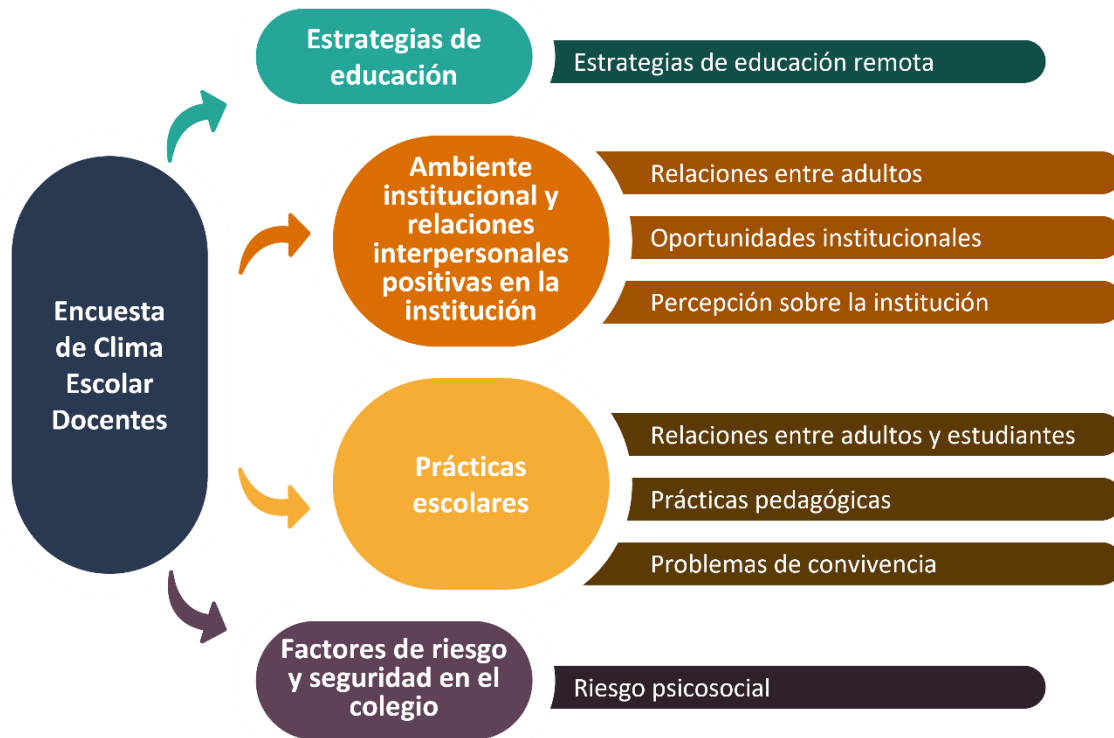 Encuesta
de Clima
Escolar
Docentes
Estrategias de
educación
Estrategias de educación remota
Ambiente
institucional y
relaciones
interpersonales
positivas en la
institución
Relaciones entre adultos
Oportunidades institucionales
Percepción sobre la institución
Prácticas
escolares
Relaciones entre adultos y estudiantes
Prácticas pedagógicas
Problemas de convivencia
Factores de riesgo
y seguridad en el
colegio
Riesgo psicosocial